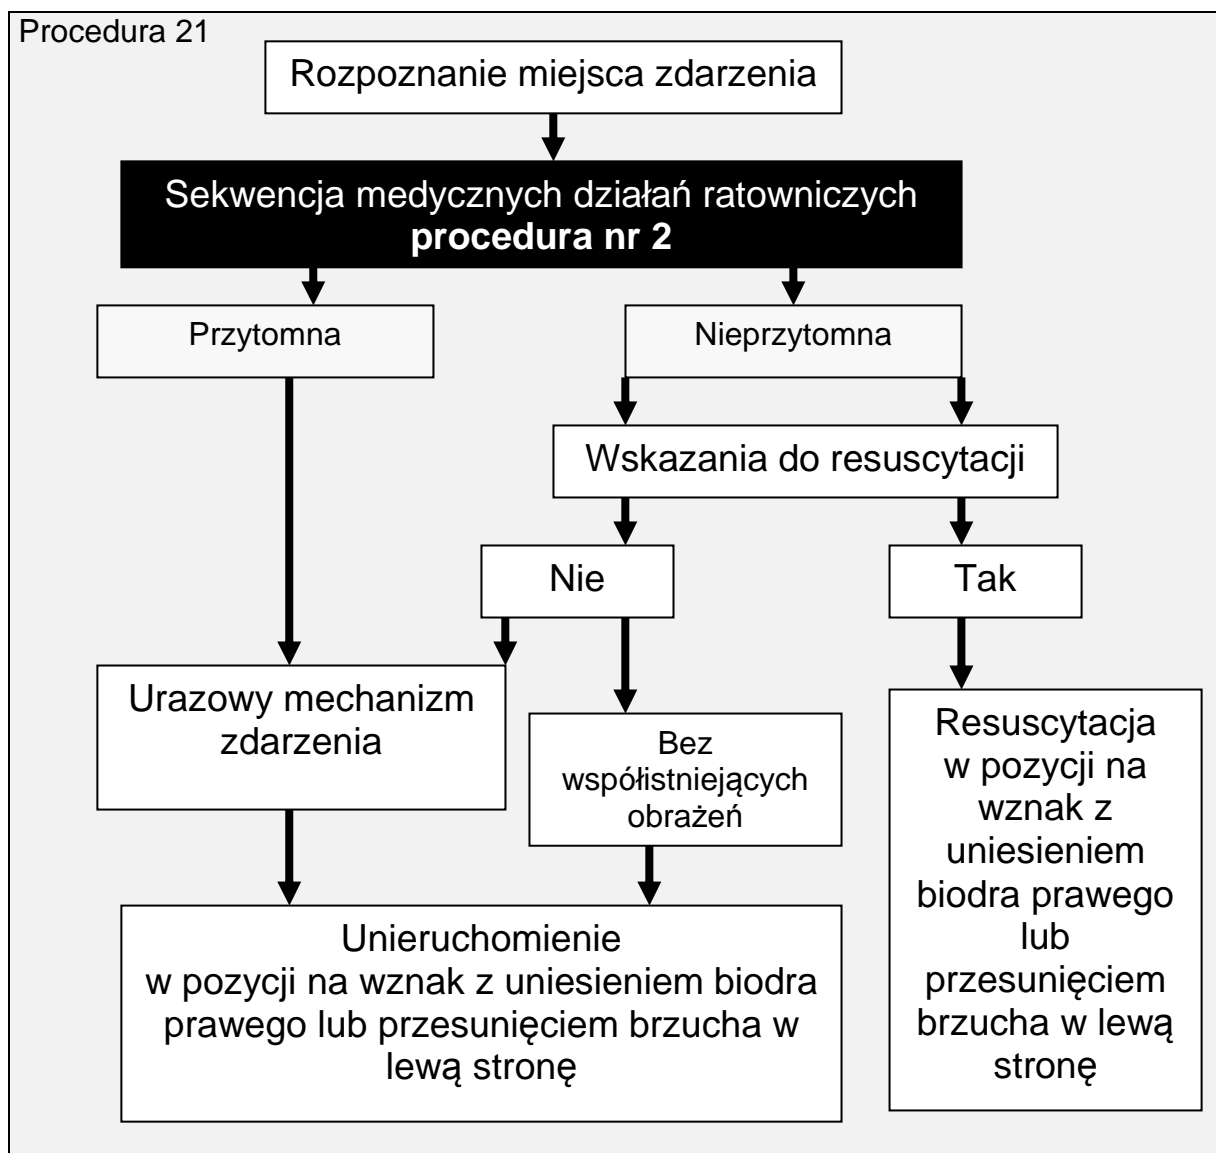 Procedura 21
Rozpoznanie miejsca zdarzenia
Sekwencja medycznych działań ratowniczych
procedura nr 2
Przytomna
Nieprzytomna
Wskazania do resuscytacji
Nie
Tak
Urazowy mechanizm
zdarzenia
Bez
współistniejących
obrażeń
Resuscytacja
w pozycji na
wznak z
uniesieniem
biodra prawego
lub
przesunięciem
brzucha w lewą
stronę
Unieruchomienie
w pozycji na wznak z uniesieniem biodra
prawego lub przesunięciem brzucha w
lewą stronę